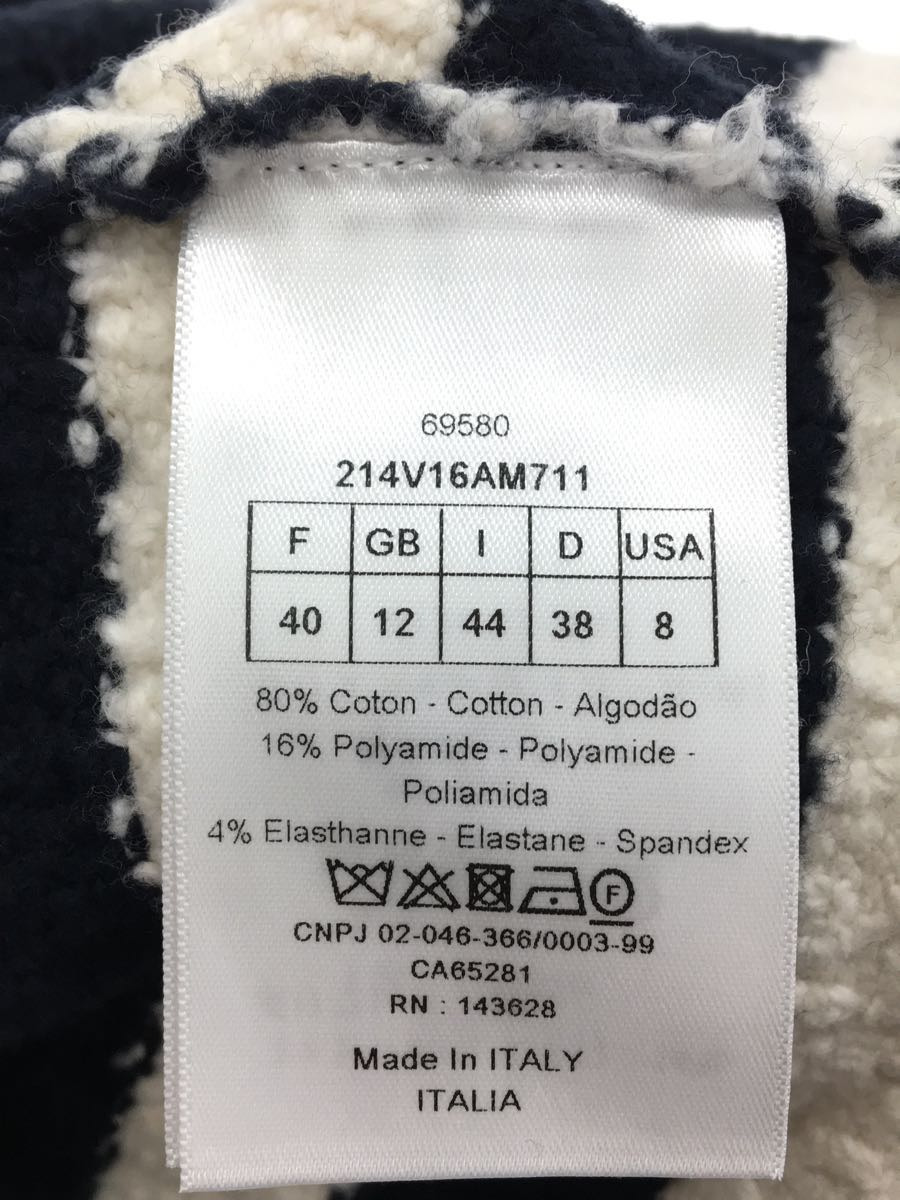 69580
214V16AM711
F GB I D USA
40 12 44 38 8
80% Coton - Cotton - Algodão
16% Polyamide - Polyamide -
Poliamida
4% Elasthanne - Elastane - Spandex
F
CNPJ 02-046-366/0003-99
CA65281
RN : 143628
Made In ITALY
ITALIA